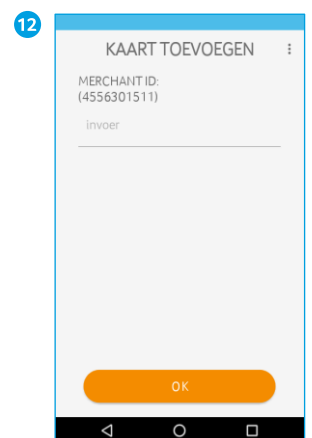 12
KAART TOEVOEGEN
MERCHANT ID:
(4556301511)
invoer
OK